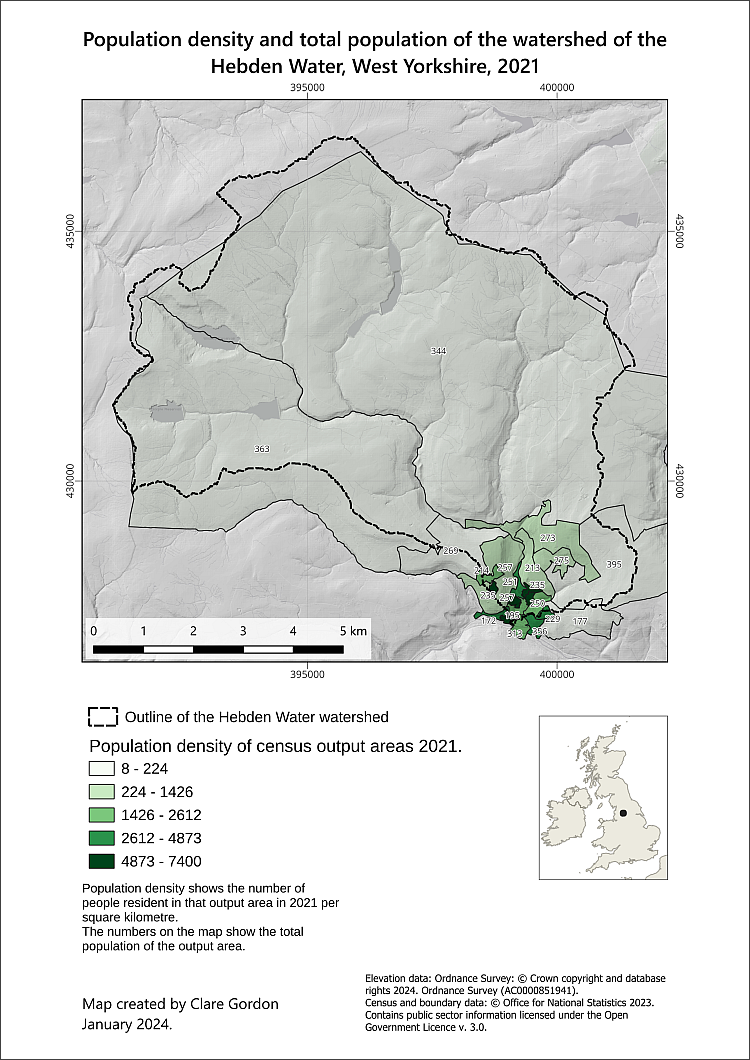 Population density and total population of the watershed of the
Hebden Water, West Yorkshire, 2021
395000 400000
435000 435000
344
363
430000 430000
273
269
275
395
257
213
251
235
235
257
250
195
172
229
177
313
356
0 1 2 3 4 5 km
395000 400000
Outline of the Hebden Water watershed
Population density of census output areas 2021.
8 - 224
224 - 1426
1426 - 2612
2612 - 4873
4873 - 7400
Population density shows the number of
people resident in that output area in 2021 per
square kilometre.
The numbers on the map show the total
population of the output area.
Map created by Clare Gordon
January 2024.
Elevation data: Ordnance Survey: © Crown copyright and database
rights 2024. Ordnance Survey (AC0000851941).
Census and boundary data: © Office for National Statistics 2023.
Contains public sector information licensed under the Open
Government Licence v. 3.0.